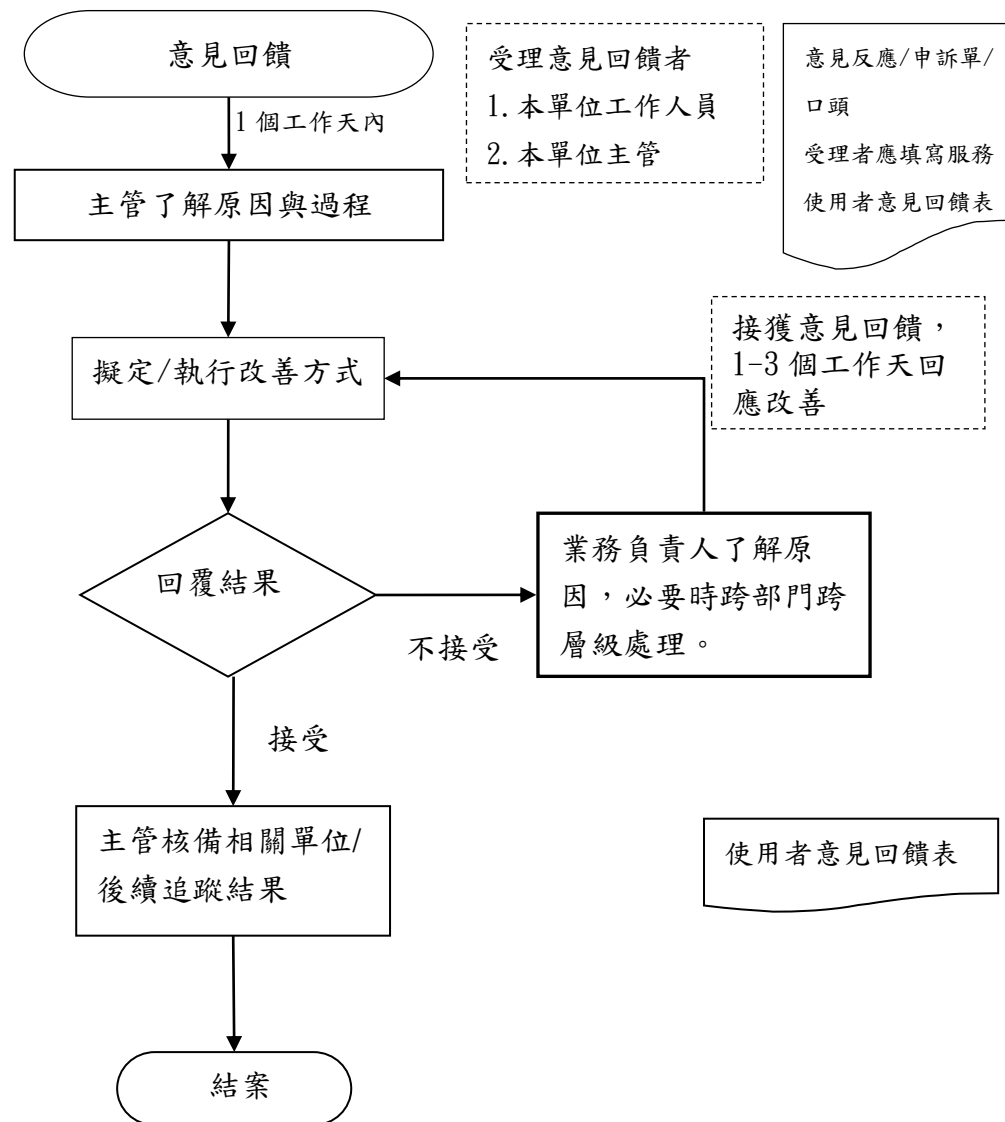 意見回饋
1 個工作天內
受理意見回饋者
1. 本單位工作人員
2. 本單位主管
意見反應/申訴單/
口頭
受理者應填寫服務
使用者意見回饋表
主管了解原因與過程
接獲意見回饋，
1-3 個工作天回
應改善
擬定/執行改善方式
回覆結果
不接受
業務負責人了解原
因，必要時跨部門跨
層級處理。
接受
主管核備相關單位/
後續追蹤結果
使用者意見回饋表
結案